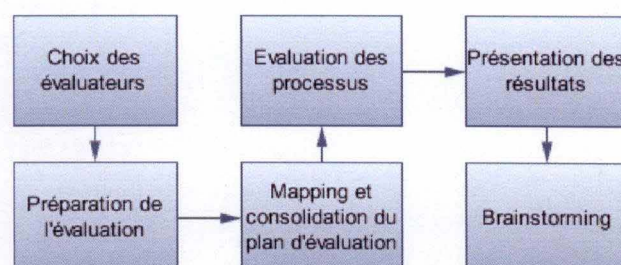 Choix des
évaluateurs
Préparation de
l'évaluation
Mapping et
consolidation du
plan d'évaluation
Evaluation des
processus
Présentation des
résultats
Brainstorming